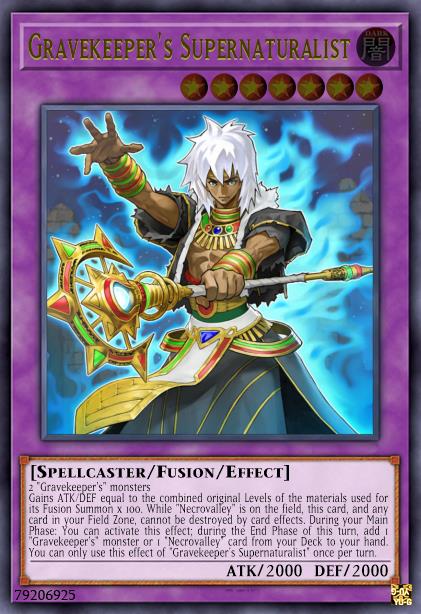 Gravekeeper's Supernaturalist
DARK
闇
[Spellcaster/Fusion/Effect]
2 "Gravekeeper's" monsters
Gains ATK/DEF equal to the combined original Levels of the materials used for
its Fusion Summon x 100. While "Necrovalley" is on the field, this card, and any
card in your Field Zone, cannot be destroyed by card effects. During your Main
Phase: You can activate this effect; during the End Phase of this turn, add 1
"Gravekeeper's" monster or 1 "Necrovalley" card from your Deck to your hand.
You can only use this effect of "Gravekeeper's Supernaturalist" once per turn.
ATK/2000 DEF/2000
79206925